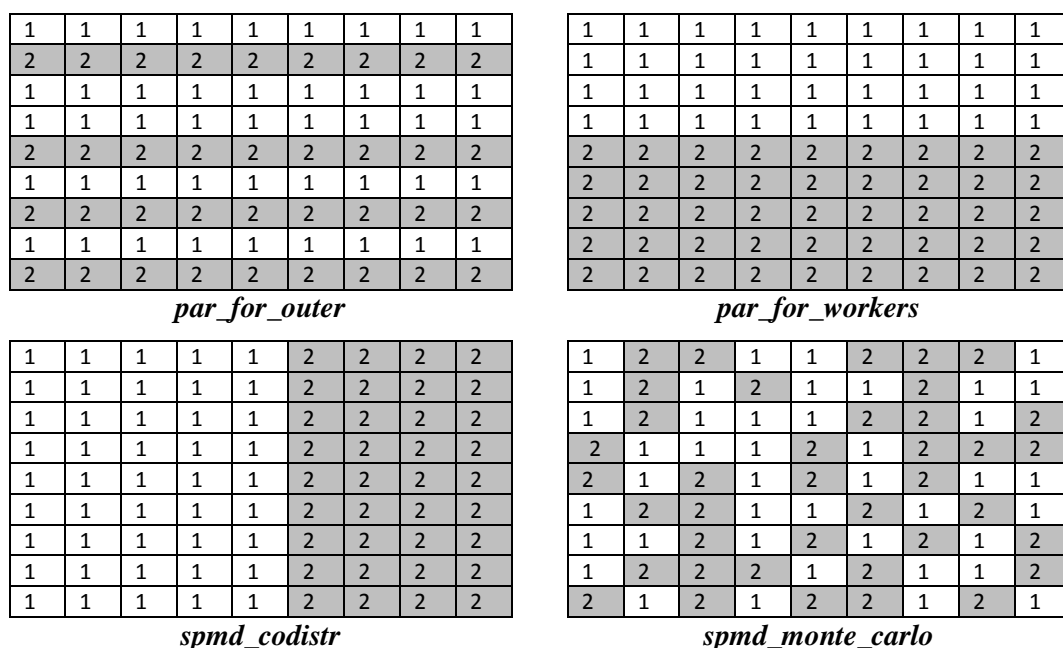 1 1 1 1 1 1 1 1 1
2 2 2 2 2 2 2 2 2
1 1 1 1 1 1 1 1 1
1 1 1 1 1 1 1 1 1
2 2 2 2 2 2 2 2 2
1 1 1 1 1 1 1 1 1
2 2 2 2 2 2 2 2 2
1 1 1 1 1 1 1 1 1
2 2 2 2 2 2 2 2 2
par_for_outer
1 1 1 1 1 1 1 1 1
1 1 1 1 1 1 1 1 1
1 1 1 1 1 1 1 1 1
1 1 1 1 1 1 1 1 1
2 2 2 2 2 2 2 2 2
2 2 2 2 2 2 2 2 2
2 2 2 2 2 2 2 2 2
2 2 2 2 2 2 2 2 2
2 2 2 2 2 2 2 2 2
par_for_workers
1 1 1 1 1 2 2 2 2
1 1 1 1 1 2 2 2 2
1 1 1 1 1 2 2 2 2
1 1 1 1 1 2 2 2 2
1 1 1 1 1 2 2 2 2
1 1 1 1 1 2 2 2 2
1 1 1 1 1 2 2 2 2
1 1 1 1 1 2 2 2 2
1 1 1 1 1 2 2 2 2
spmd_codistr
1 2 2 1 1 2 2 2 1
1 2 1 2 1 1 2 1 1
1 2 1 1 1 2 2 1 2
2 1 1 1 2 1 2 2 2
2 1 2 1 2 1 2 1 1
1 2 2 1 1 2 1 2 1
1 1 2 1 2 1 2 1 2
1 2 2 2 1 2 1 1 2
2 1 2 1 2 2 1 2 1
spmd_monte_carlo